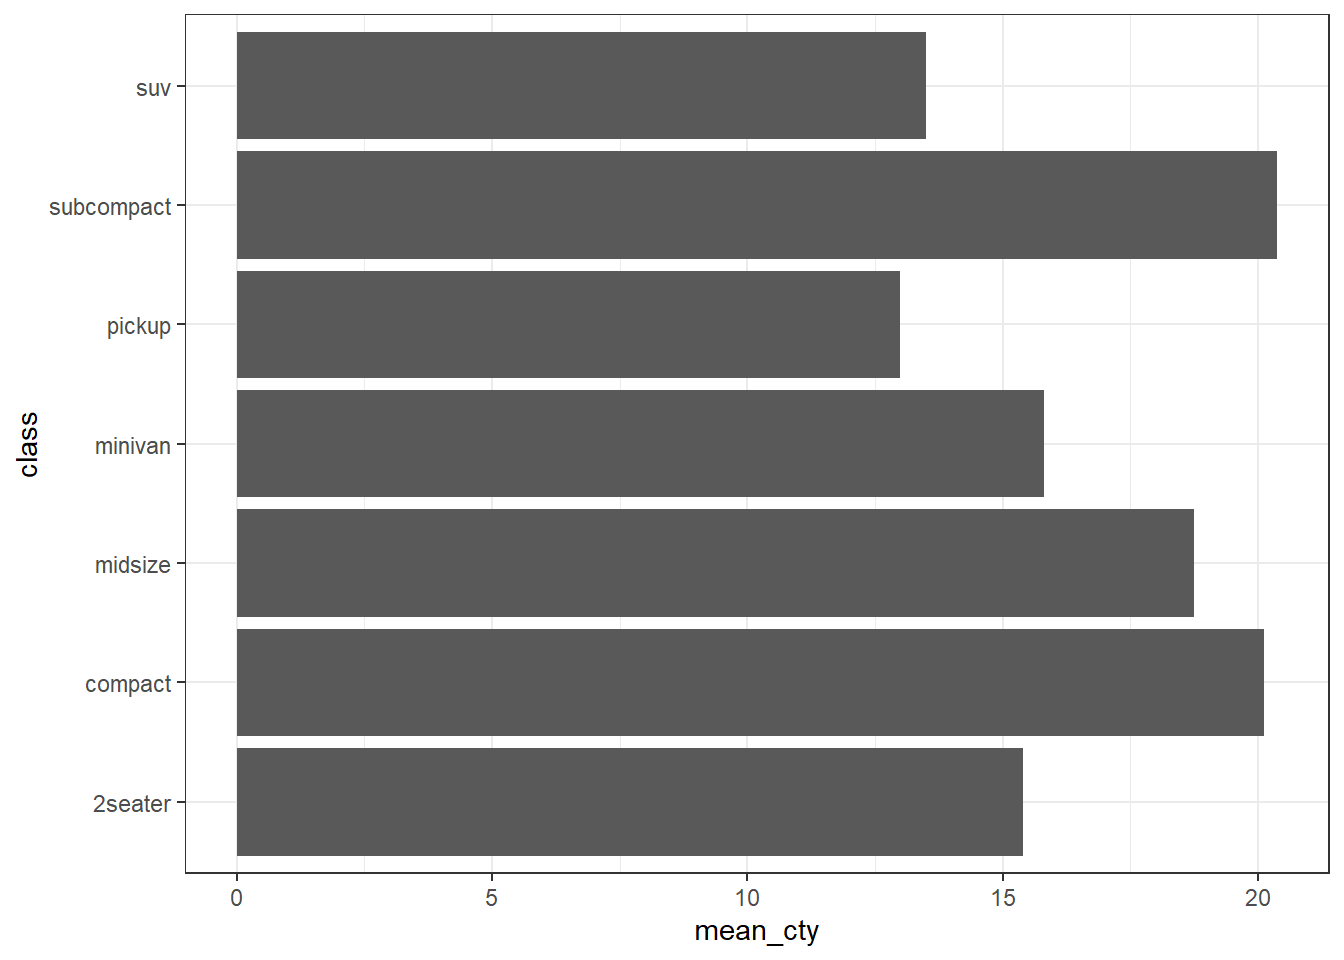 suv
subcompact
pickup
minivan
midsize
compact
2seater
class
0 5 10 15 20
mean_cty